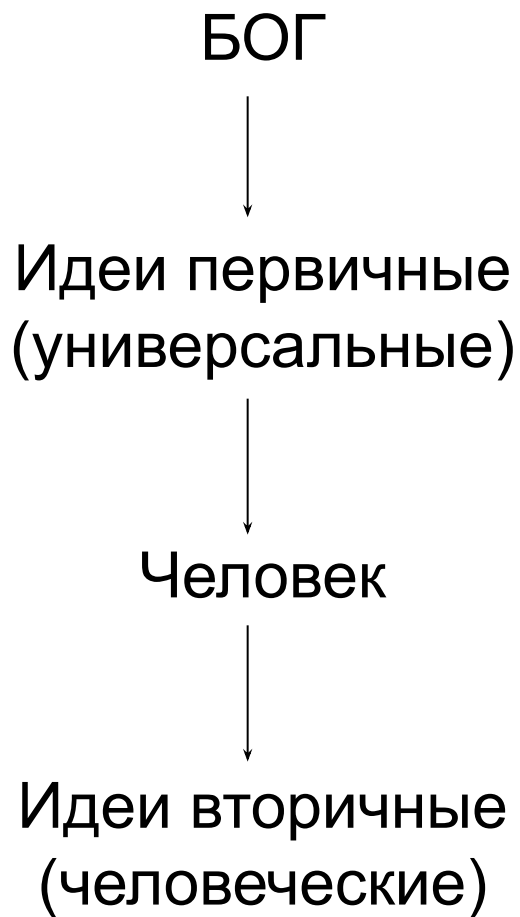 БОГ
Идеи первичные
(универсальные)
Человек
Идеи вторичные
(человеческие)